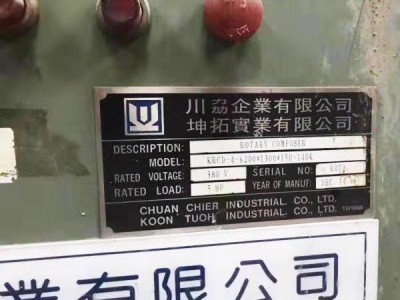 川刕企業有限公司
坤拓實業有限公司
DESCRIPTION: ROTARY COMPOSER
MODEL:
RATED VOLTAGE: 380 V SERIAL NO:
RATED LOAD: 5 HP YEAR OF MANUF. DEC.
CHUAN CHIER INDUSTRIAL. CO., LTD.
KOON TUOH INDUSTRIAL. CO., LTD. TAIWAN
業有限公司